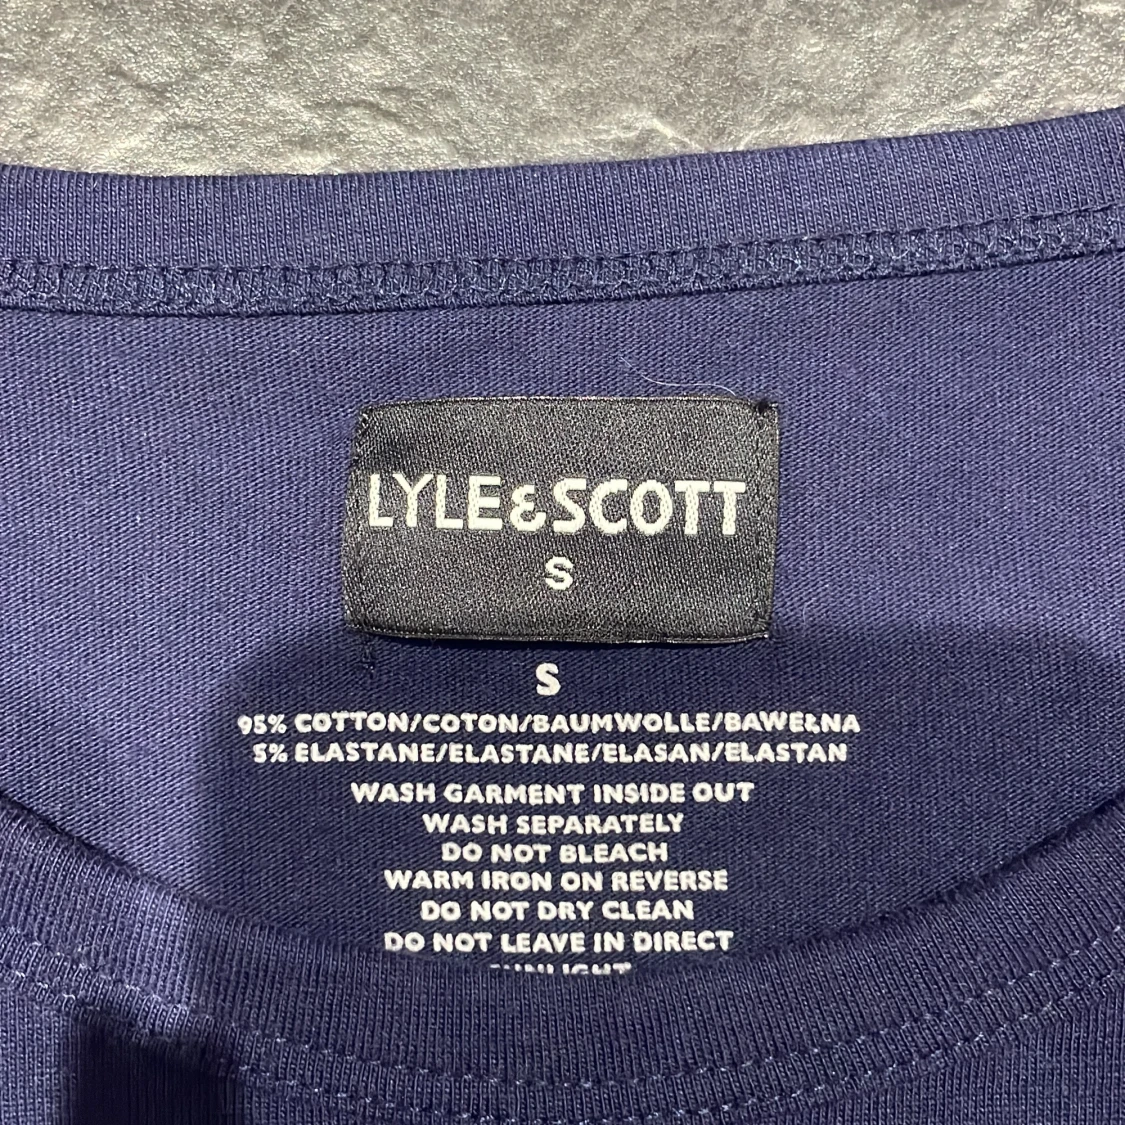 LYLE & SCOTT
S
S
95% COTTON/COTON/BAUMWOLLE/BAWEŁNA
5% ELASTANE/ELASTANE/ELASAN/ELASTAN
WASH GARMENT INSIDE OUT
WASH SEPARATELY
DO NOT BLEACH
WARM IRON ON REVERSE
DO NOT DRY CLEAN
DO NOT LEAVE IN DIRECT
SUNLIGHT